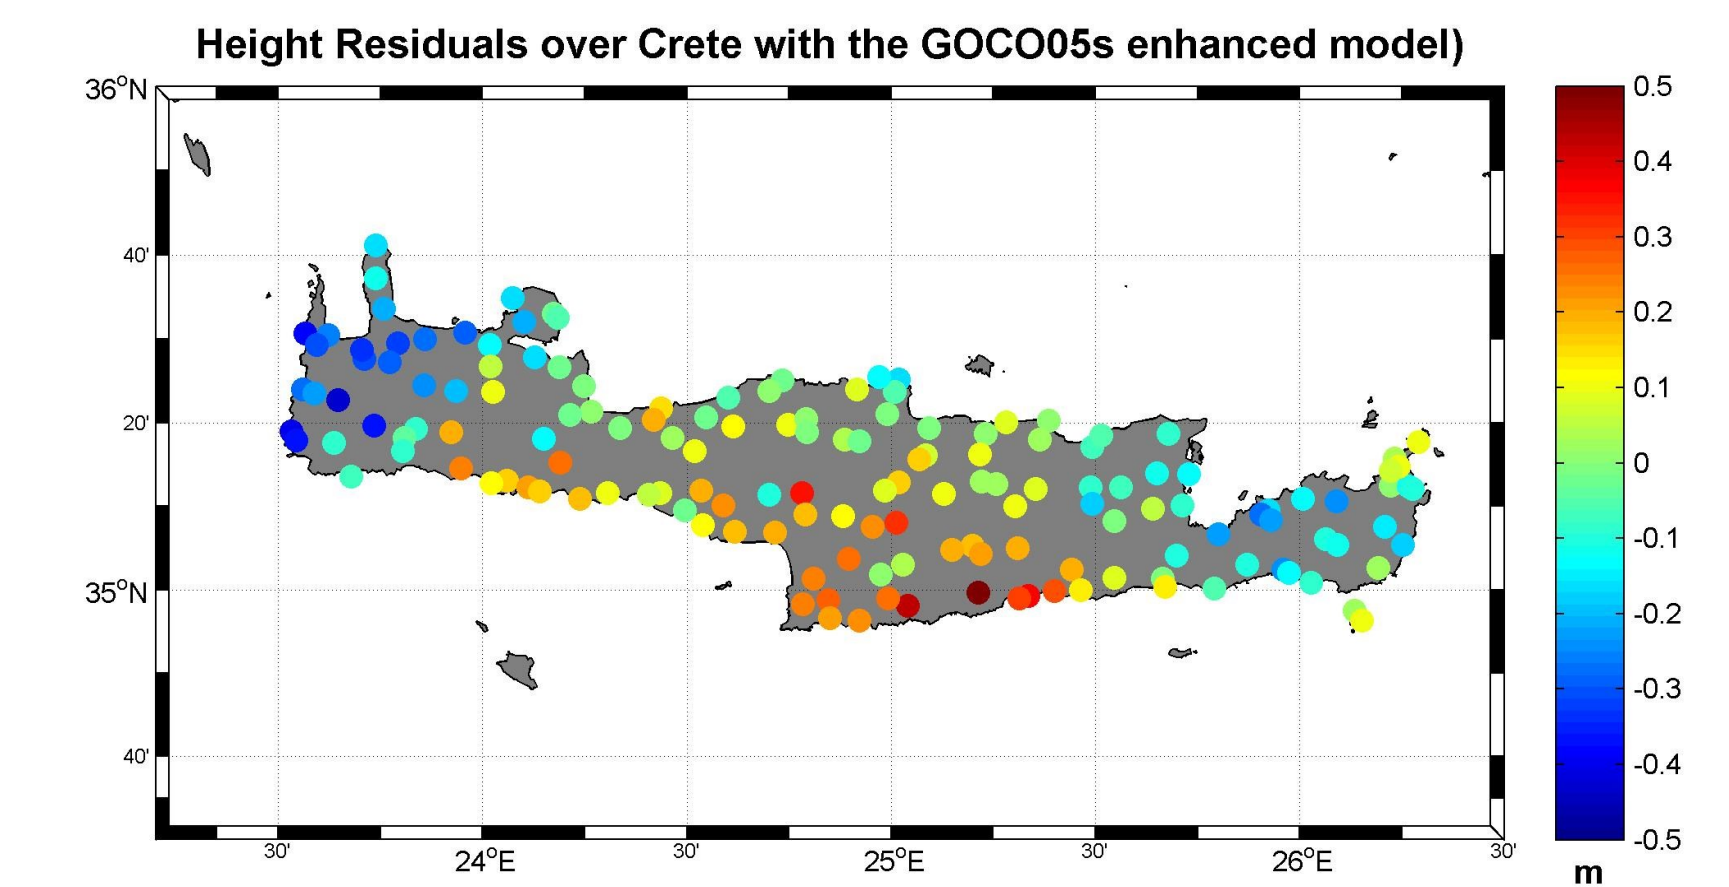 Height Residuals over Crete with the GOCO05s enhanced model)
36°N
40'
20'
35°N
40'
30'
24°E
30'
25°E
30'
26°E
30'
0.5
0.4
0.3
0.2
0.1
0
-0.1
-0.2
-0.3
-0.4
-0.5
m